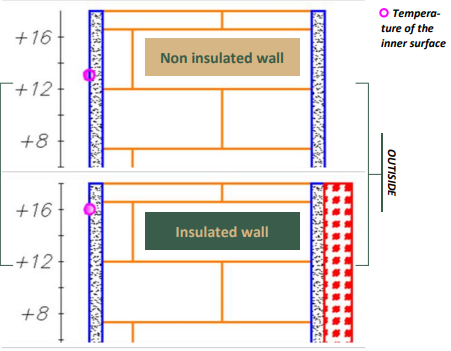 Tempera-
ture of the
inner surface
+16
Non insulated wall
+12
+8
OUTSIDE
+16
Insulated wall
+12
+8